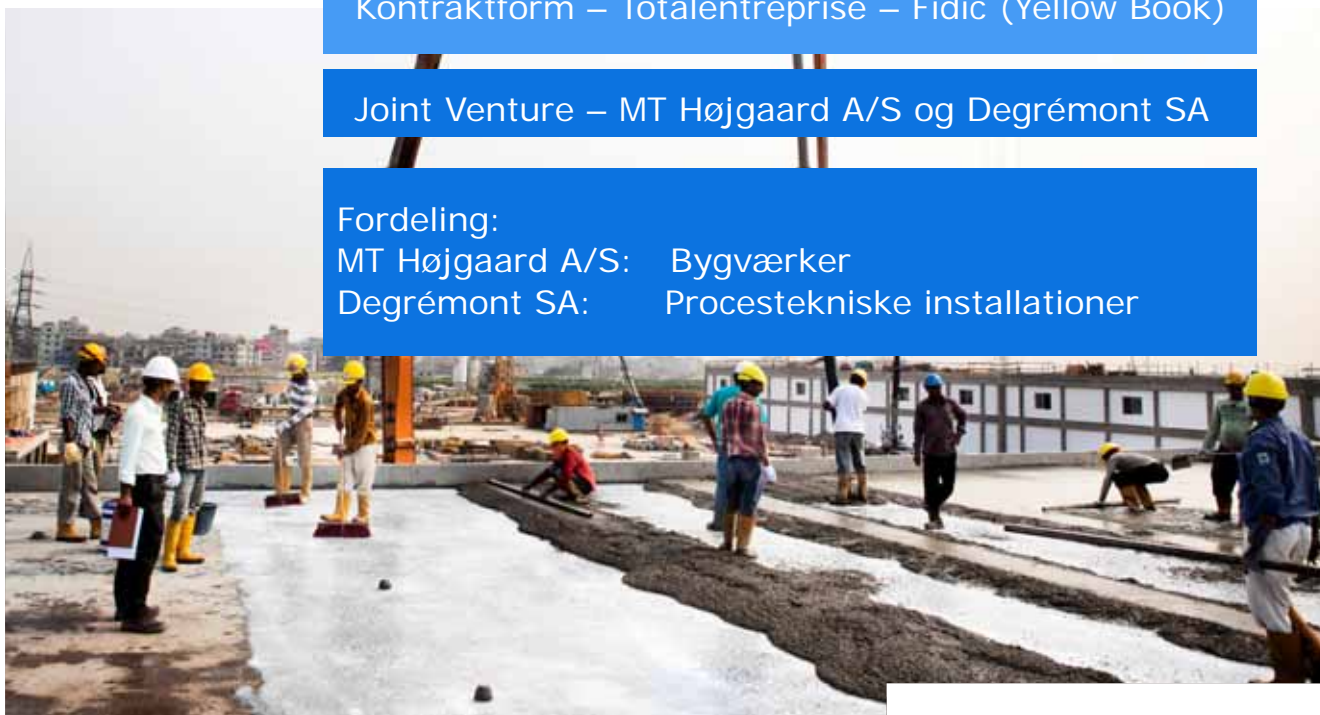 Kontraktform – Totalentreprise – Fidic (Yellow Book)
Joint Venture – MT Højgaard A/S og Degrémont SA
Fordeling:
MT Højgaard A/S: Bygværker
Degrémont SA: Procestekniske installationer